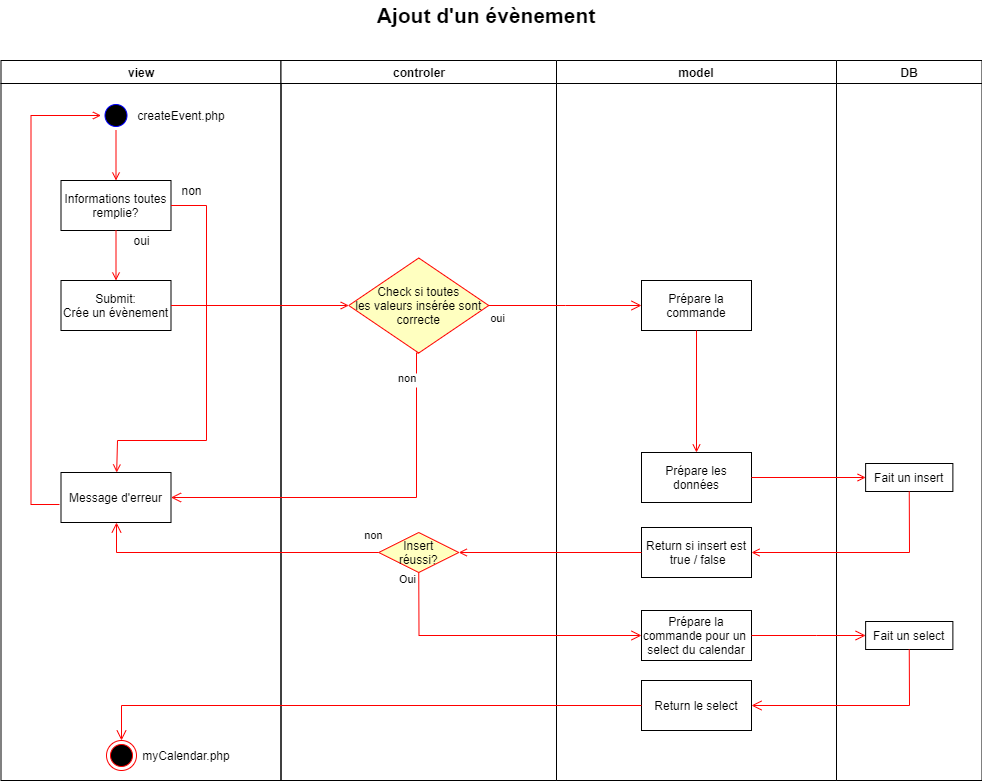 Ajout d'un évènement
view
controler
model
DB
createEvent.php
Informations toutes
remplie?
non
oui
Submit:
Crée un évènement
Check si toutes
les valeurs insérée sont
correcte
oui
non
Prépare la
commande
Prépare les
données
Fait un insert
Message d'erreur
Return si insert est
true / false
Insert
réussi?
non
Oui
Prépare la
commande pour un
select du calendar
Fait un select
Return le select
myCalendar.php